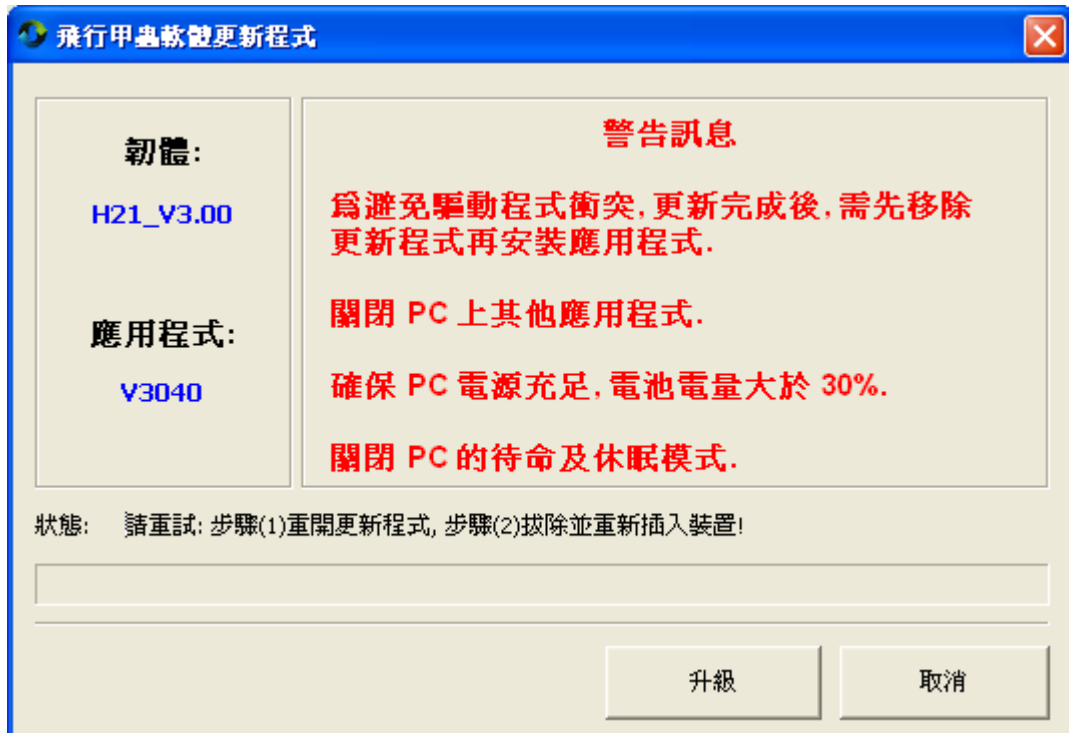 飛行甲蟲軟體更新程式
韌體:
H21_V3.00
應用程式:
V3040
警告訊息
為避免驅動程式衝突,更新完成後,需先移除
更新程式再安裝應用程式.
關閉 PC 上其他應用程式.
確保 PC 電源充足,電池電量大於 30%.
關閉 PC 的待命及休眠模式.
狀態: 請重試: 步驟(1)重開更新程式, 步驟(2)拔除並重新插入裝置!
升級
取消